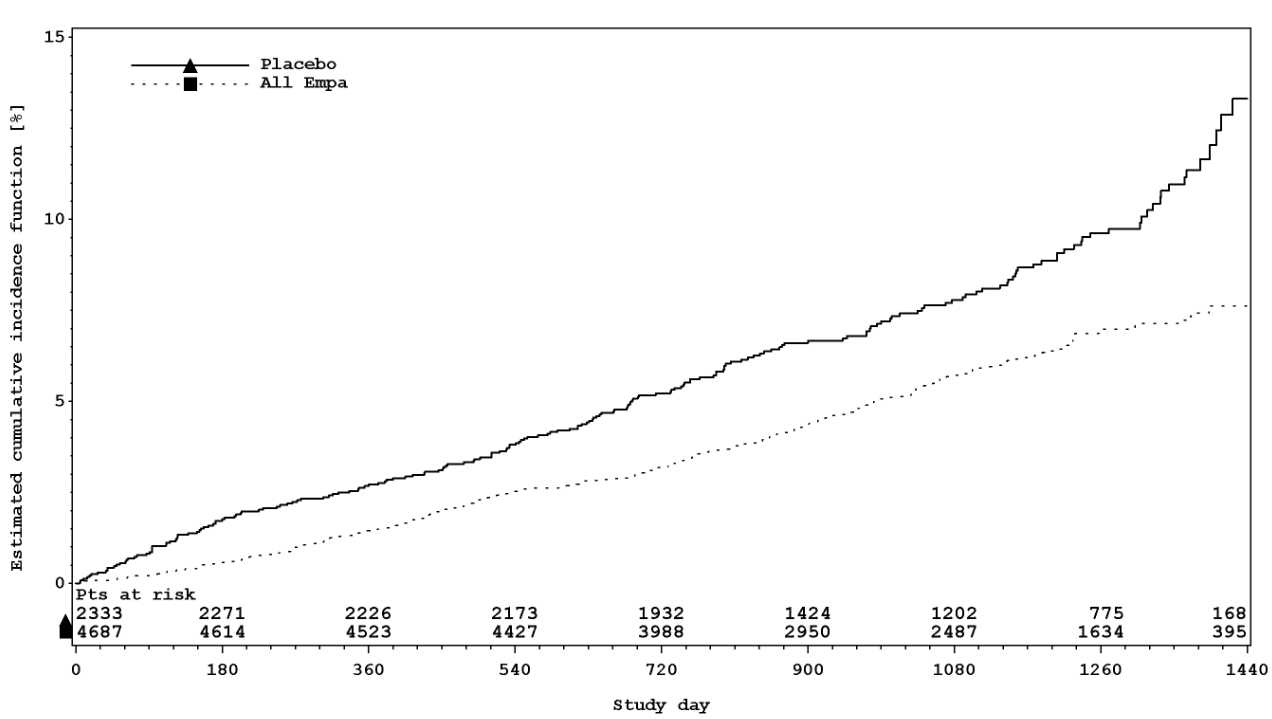 Estimated cumulative incidence function [%]
15
10
5
0
Placebo
All Empa
Pts at risk
2333 2271 2226 2173 1932 1424 1202 775 168
4687 4614 4523 4427 3988 2950 2487 1634 395
0 180 360 540 720 900 1080 1260 1440
Study day